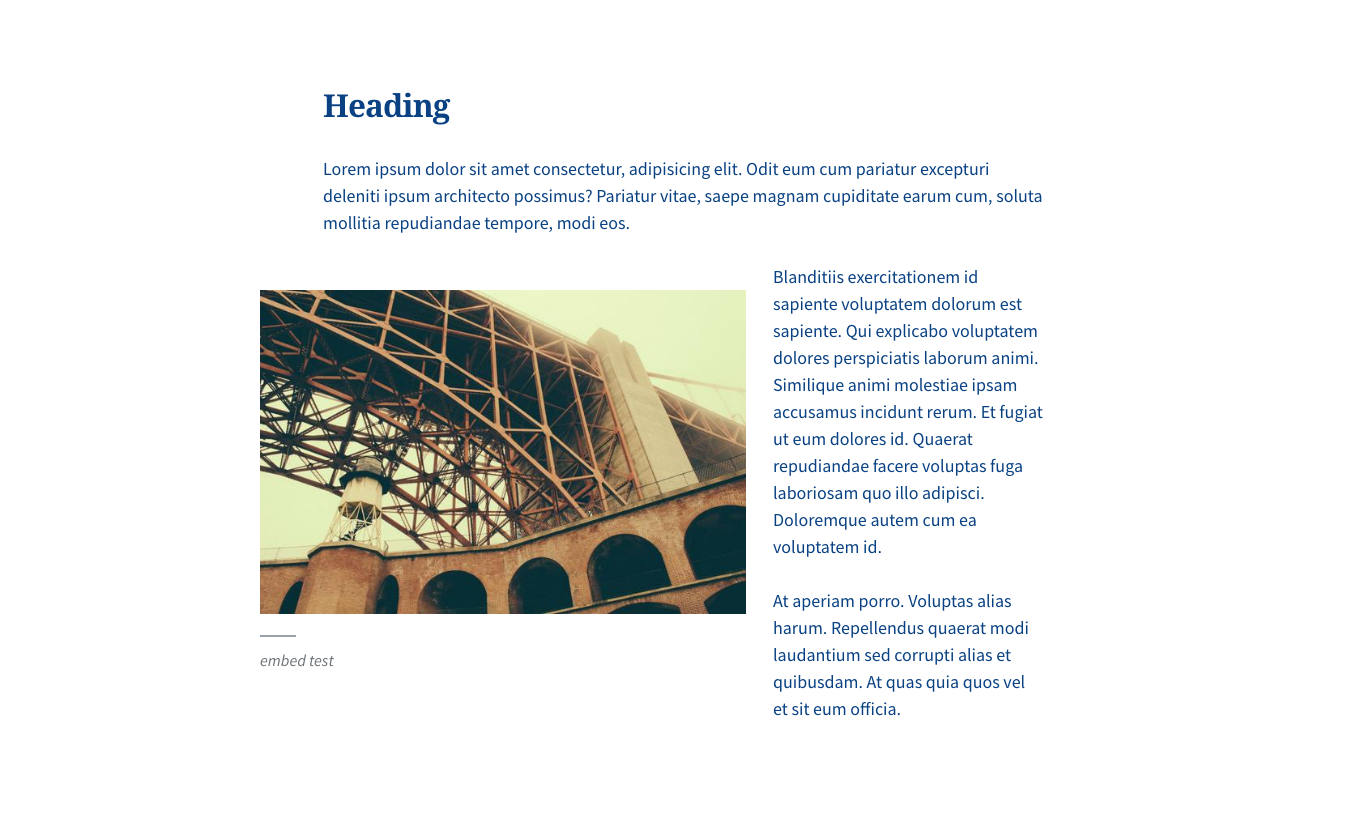 Heading
Lorem ipsum dolor sit amet consectetur, adipisicing elit. Odit eum cum pariatur excepturi
deleniti ipsum architecto possimus? Pariatur vitae, saepe magnam cupiditate earum cum, soluta
mollitia repudiandae tempore, modi eos.
Blanditiis exercitationem id
sapiente voluptatem dolorum est
sapiente. Qui explicabo voluptatem
dolores perspiciatis laborum animi.
Similique animi molestiae ipsam
accusamus incidunt rerum. Et fugiat
ut eum dolores id. Quaerat
repudiandae facere voluptas fuga
laboriosam quo illo adipisci.
Doloremque autem cum ea
voluptatem id.
At aperiam porro. Voluptas alias
harum. Repellendus quaerat modi
laudantium sed corrupti alias et
quibusdam. At quas quia quos vel
et sit eum officia.
embed test